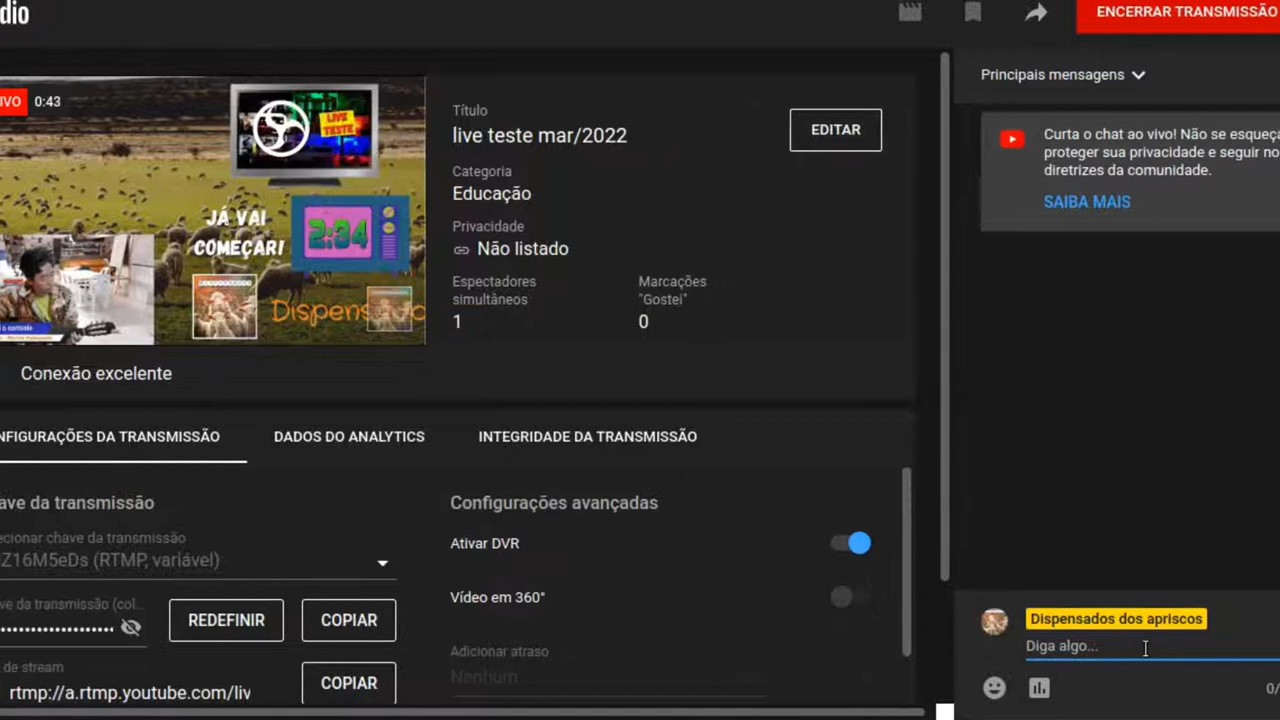 dio
ENCERRAR TRANSMISSÃO
Principais mensagens
IVO 0:43
LIVE
TESTE
JÁ VAI
COMEÇAR!
2:34
Título
live teste mar/2022
EDITAR
Categoria
Educação
Privacidade
Não listado
Espectadores
simultâneos
1
Marcações
"Gostei"
0
Curta o chat ao vivo! Não se esqueça
proteger sua privacidade e seguir no
diretrizes da comunidade.
SAIBA MAIS
Conexão excelente
NFIGURAÇÕES DA TRANSMISSÃO
DADOS DO ANALYTICS
INTEGRIDADE DA TRANSMISSÃO
ave da transmissão
ecionar chave da transmissão
Z16M5eDs (RTMP, variável)
ve da transmissão (col...
REDEFINIR
COPIAR
de stream
rtmp://a.rtmp.youtube.com/liv
COPIAR
Configurações avançadas
Ativar DVR
Vídeo em 360°
Adicionar atraso
Nenhum
Dispensados dos apriscos
Diga algo...
0/